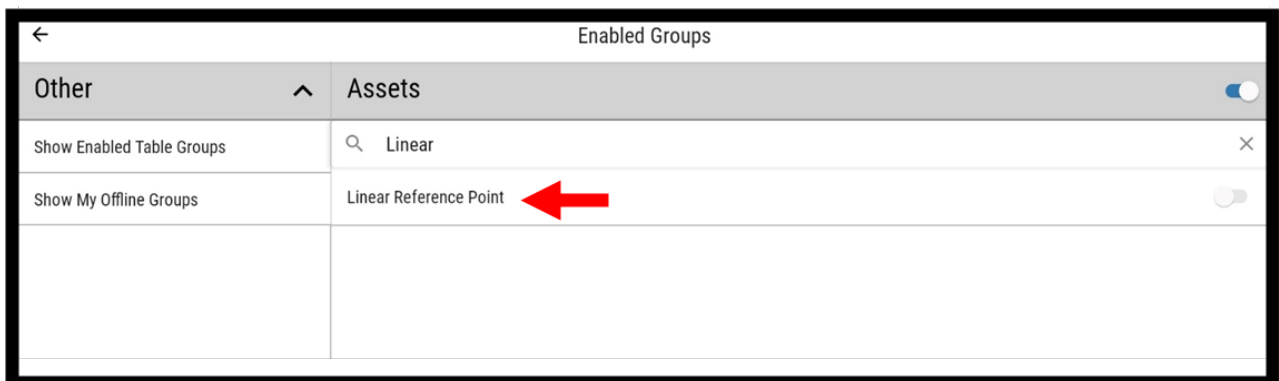 Enabled Groups
Other
Assets
Show Enabled Table Groups
Linear
Show My Offline Groups
Linear Reference Point